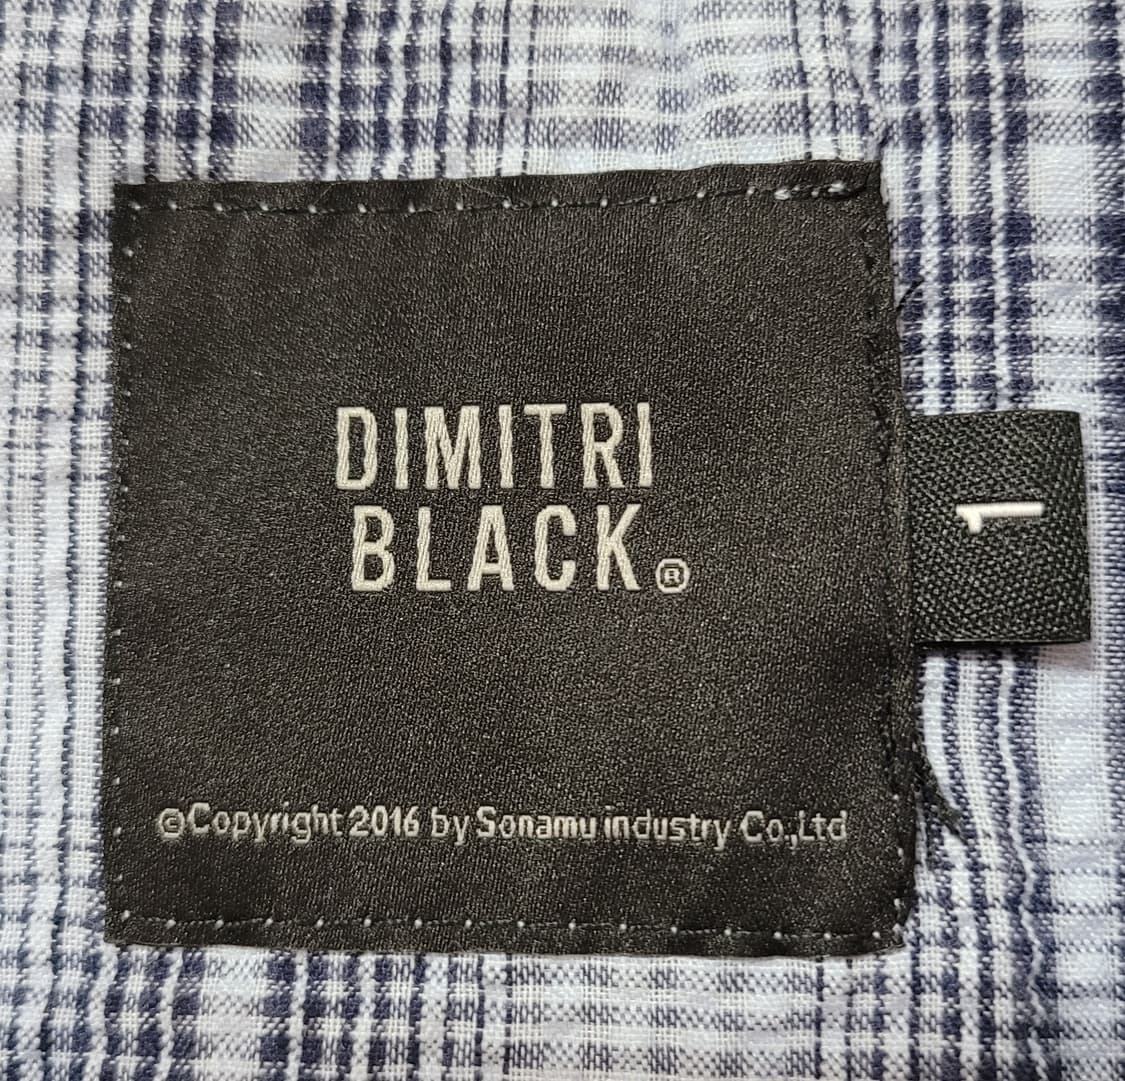 DIMITRI
BLACK®
©Copyright 2016 by Sonamu industry Co.,Ltd
1